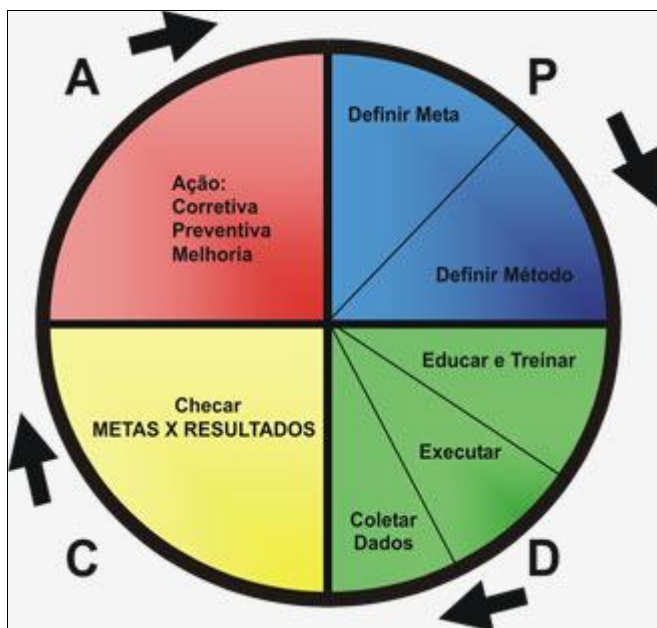 A
P
Definir Meta
Ação:
Corretiva
Preventiva
Melhoria
Definir Método
Educar e Treinar
Checar
METAS X RESULTADOS
Executar
Coletar
Dados
C
D